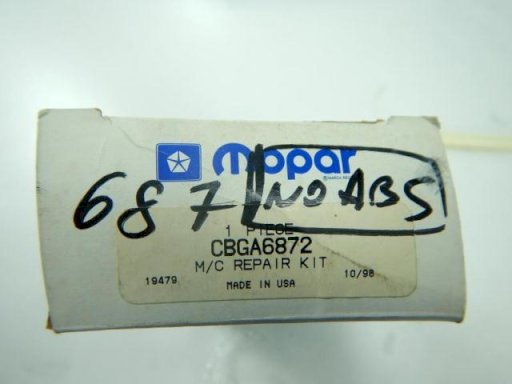 mopar
687 NO ABS
1 PIECE
CBGA6872
M/C REPAIR KIT
19479 10/98
MADE IN USA